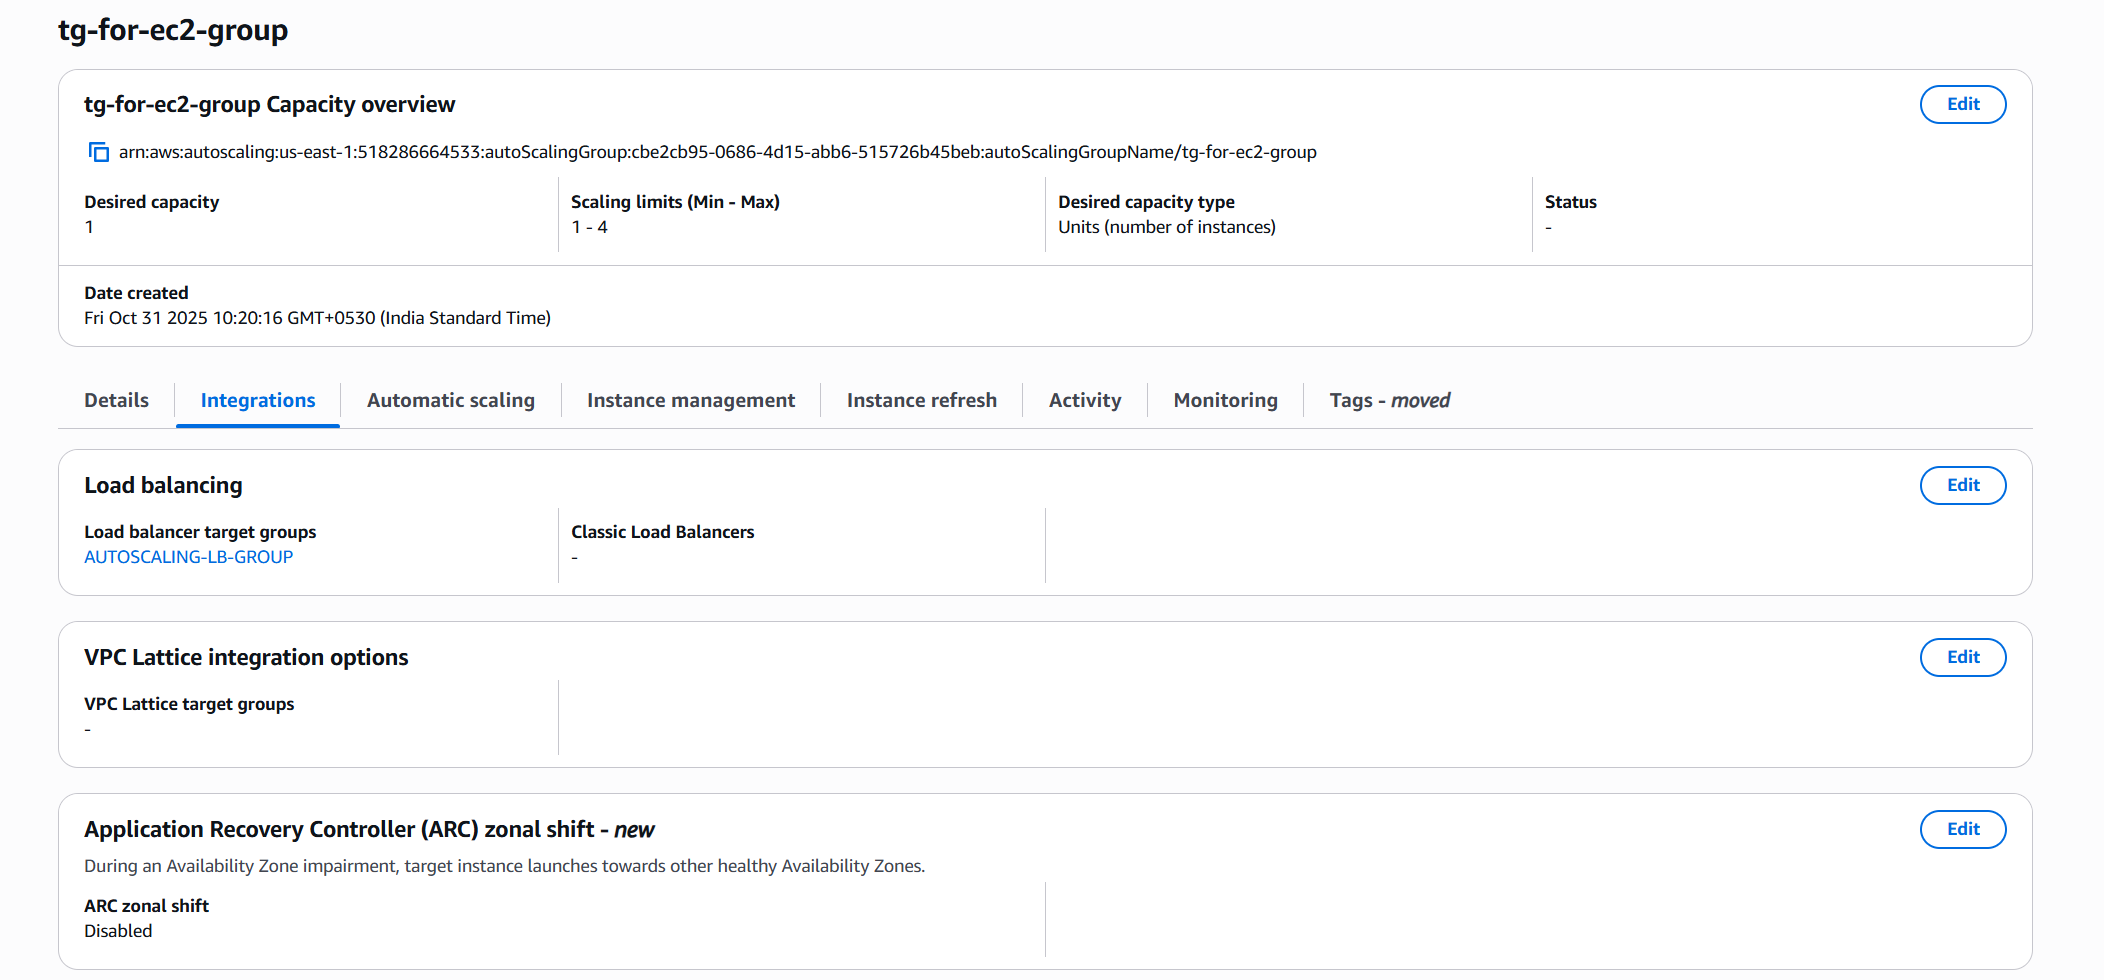 tg-for-ec2-group
tg-for-ec2-group Capacity overview
Edit
arn:aws:autoscaling:us-east-1:518286664533:autoScalingGroup:cbe2cb95-0686-4d15-abb6-515726b45beb:autoScalingGroupName/tg-for-ec2-group
Desired capacity
1
Scaling limits (Min - Max)
1 - 4
Desired capacity type
Units (number of instances)
Status
-
Date created
Fri Oct 31 2025 10:20:16 GMT+0530 (India Standard Time)
Details
Integrations
Automatic scaling
Instance management
Instance refresh
Activity
Monitoring
Tags - moved
Load balancing
Edit
Load balancer target groups
AUTOSCALING-LB-GROUP
Classic Load Balancers
-
VPC Lattice integration options
Edit
VPC Lattice target groups
-
Application Recovery Controller (ARC) zonal shift - new
Edit
During an Availability Zone impairment, target instance launches towards other healthy Availability Zones.
ARC zonal shift
Disabled